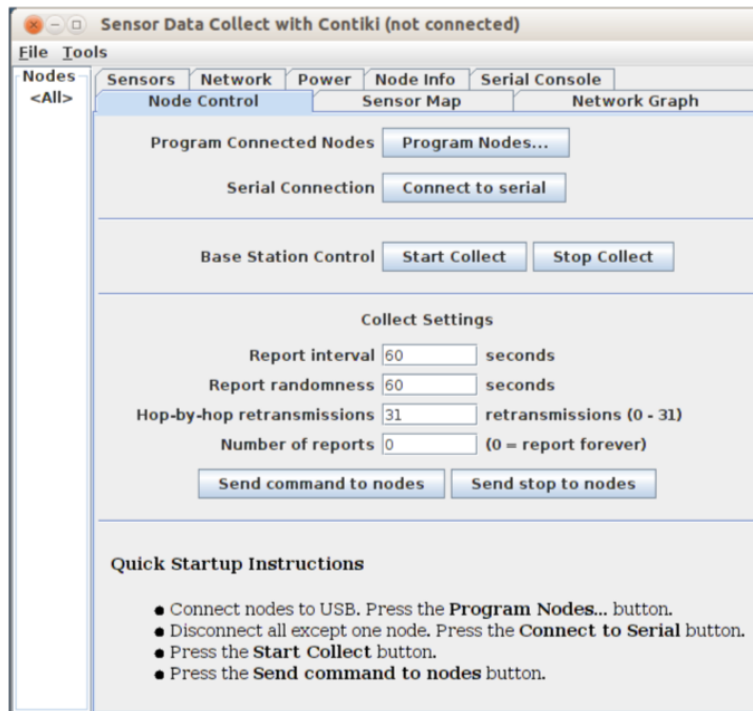 Sensor Data Collect with Contiki (not connected)
File Tools
Nodes
<All>
Sensors Network Power Node Info Serial Console
Node Control Sensor Map Network Graph
Program Connected Nodes Program Nodes...
Serial Connection Connect to serial
Base Station Control Start Collect Stop Collect
Collect Settings
Report interval 60 seconds
Report randomness 60 seconds
Hop-by-hop retransmissions 31 retransmissions (0 - 31)
Number of reports 0 (0 = report forever)
Send command to nodes Send stop to nodes
Quick Startup Instructions
● Connect nodes to USB. Press the Program Nodes... button.
● Disconnect all except one node. Press the Connect to Serial button.
● Press the Start Collect button.
● Press the Send command to nodes button.